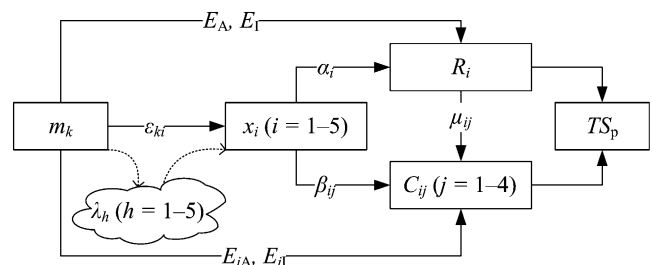 E_A, E_I
α_i
R_i
m_k
ε_ki
x_i (i = 1–5)
μ_ij
TS_p
λ_h (h = 1–5)
β_ij
C_ij (j = 1–4)
E_iA, E_iI